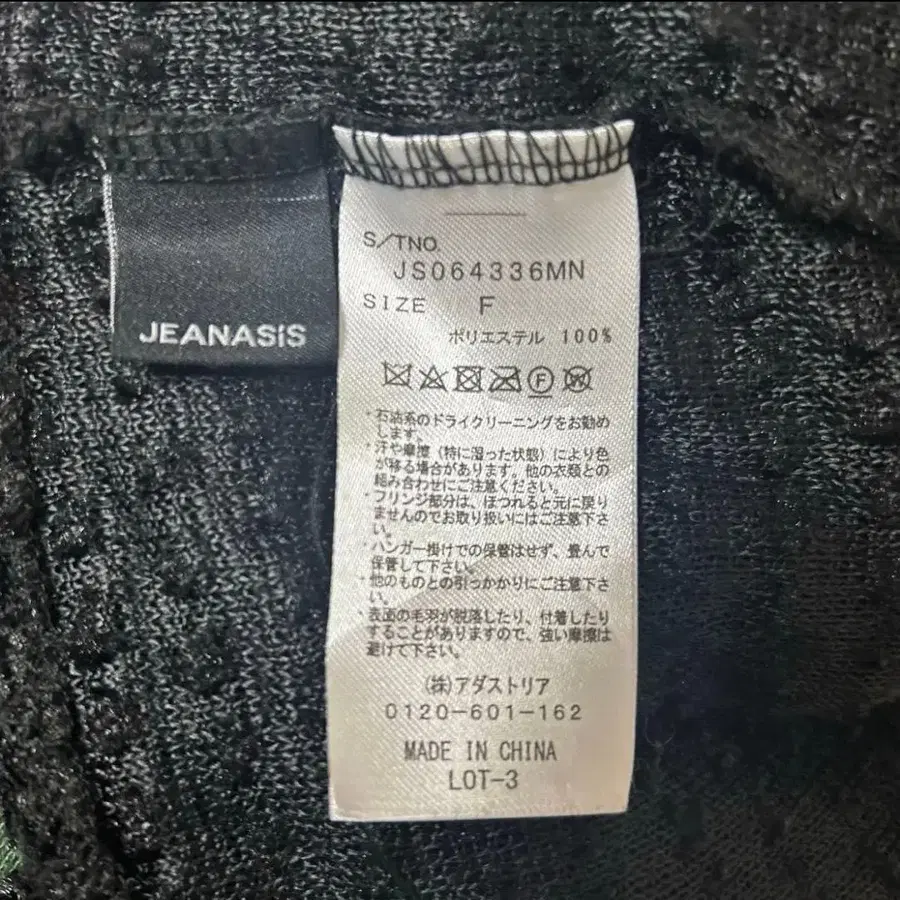 JEANASiS
S/TNO.
JS064336MN
SIZE F
ポリエステル 100%
F
W
・石油系のドライクリーニングをお勧め
します。
・汗や摩擦（特に湿った状態）により色
が移る場合があります。他の衣類との
組み合わせにご注意ください。
・フリンジ部分は、ほつれると元に戻り
ませんのでお取り扱いにはご注意下さ
い。
・ハンガー掛けでの保管はせず、畳んで
保管して下さい。
・他のものとの引っかかりにご注意下さ
い。
・表面の毛羽が脱落したり、付着したり
することがありますので、強い摩擦は
避けて下さい。
(株)アダストリア
0120-601-162
MADE IN CHINA
LOT-3